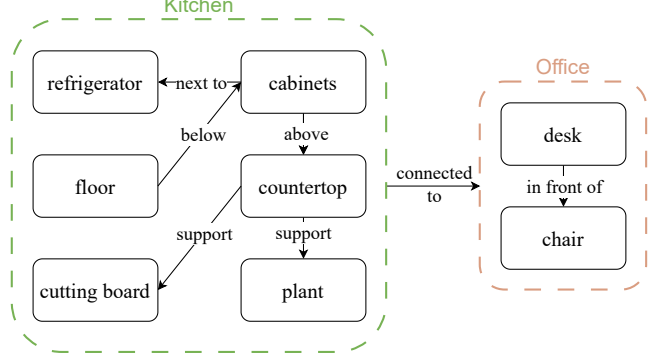 Kitchen
Office
refrigerator
next to
cabinets
desk
below
above
connected
to
floor
countertop
in front of
support
support
chair
cutting board
plant